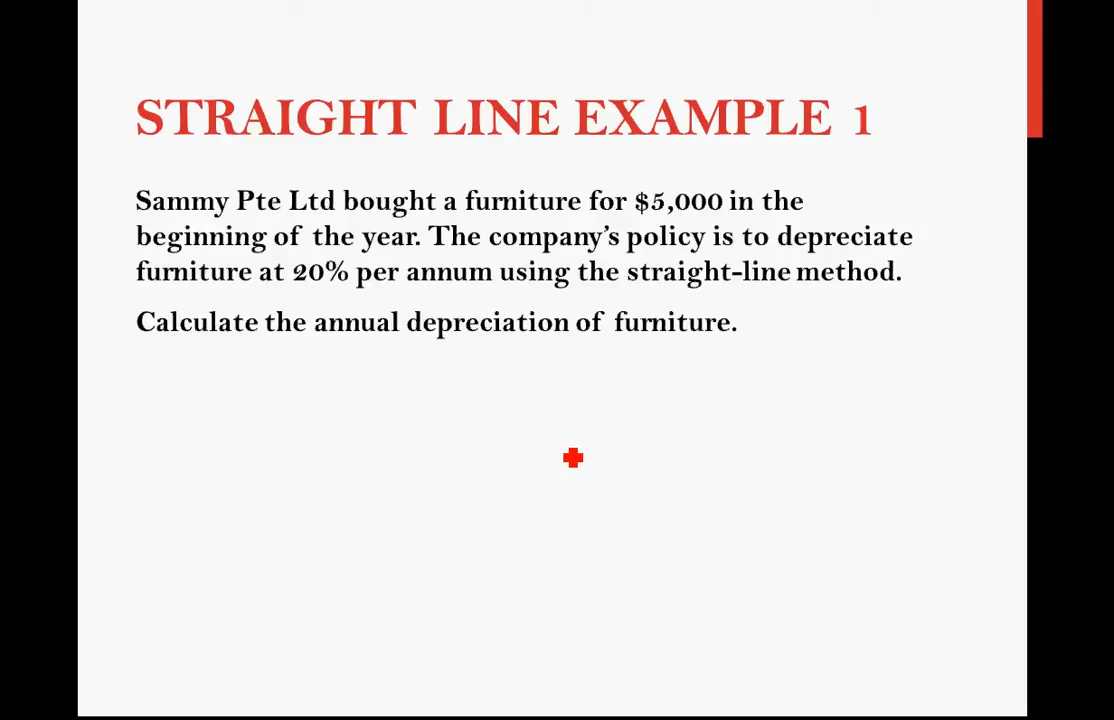 STRAIGHT LINE EXAMPLE 1
Sammy Pte Ltd bought a furniture for $5,000 in the
beginning of the year. The company’s policy is to depreciate
furniture at 20% per annum using the straight-line method.
Calculate the annual depreciation of furniture.